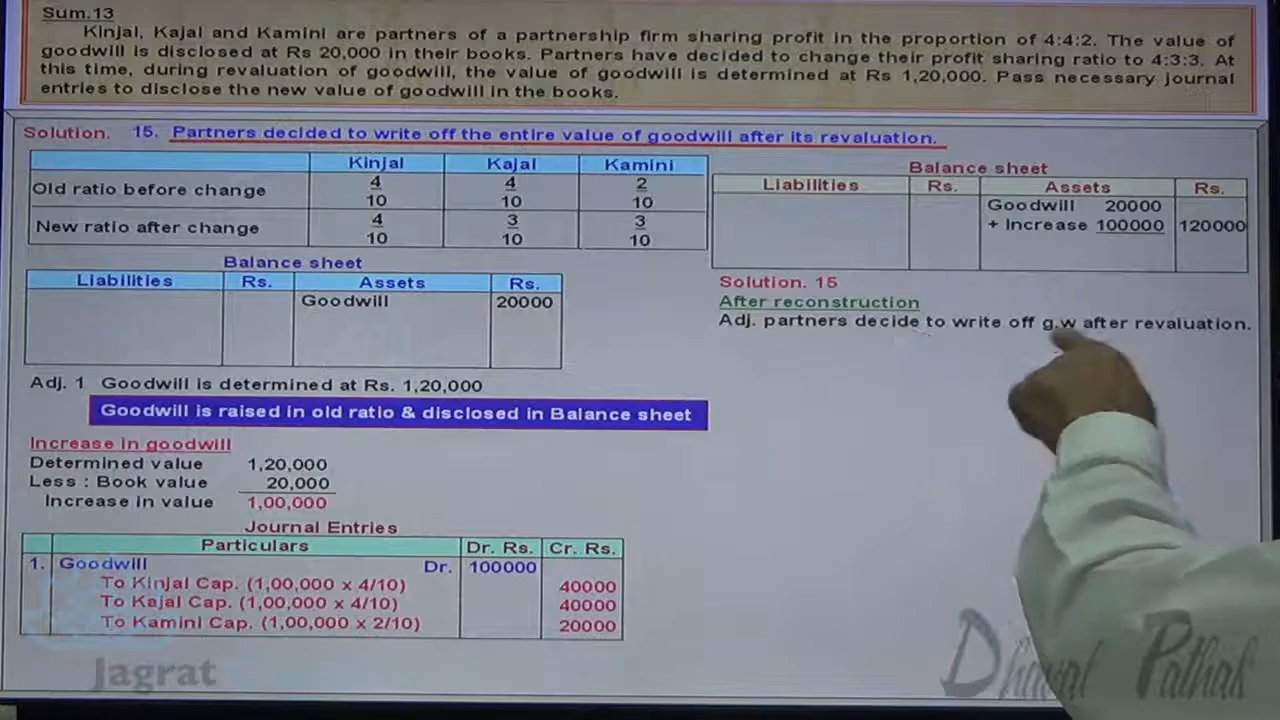 Sum.13
Kinjal, Kajal and Kamini are partners of a partnership firm sharing profit in the proportion of 4:4:2. The value of
goodwill is disclosed at Rs 20,000 in their books. Partners have decided to change their profit sharing ratio to 4:3:3. At
this time, during revaluation of goodwill, the value of goodwill is determined at Rs 1,20,000. Pass necessary journal
entries to disclose the new value of goodwill in the books.
Solution. 15. Partners decided to write off the entire value of goodwill after its revaluation.
Kinjal Kajal Kamini
Old ratio before change 4/10 4/10 2/10
New ratio after change 4/10 3/10 3/10
Balance sheet
Liabilities Rs. Assets Rs.
Goodwill 20000
Adj. 1 Goodwill is determined at Rs. 1,20,000
Goodwill is raised in old ratio & disclosed in Balance sheet
Increase in goodwill
Determined value 1,20,000
Less : Book value 20,000
Increase in value 1,00,000
Journal Entries
Particulars Dr. Rs. Cr. Rs.
1. Goodwill Dr. 100000
To Kinjal Cap. (1,00,000 x 4/10) 40000
To Kajal Cap. (1,00,000 x 4/10) 40000
To Kamini Cap. (1,00,000 x 2/10) 20000
Balance sheet
Liabilities Rs. Assets Rs.
Goodwill 20000
+ Increase 100000 120000
Solution. 15
After reconstruction
Adj. partners decide to write off g.w after revaluation.
Jagrat
Dhaval Pathak